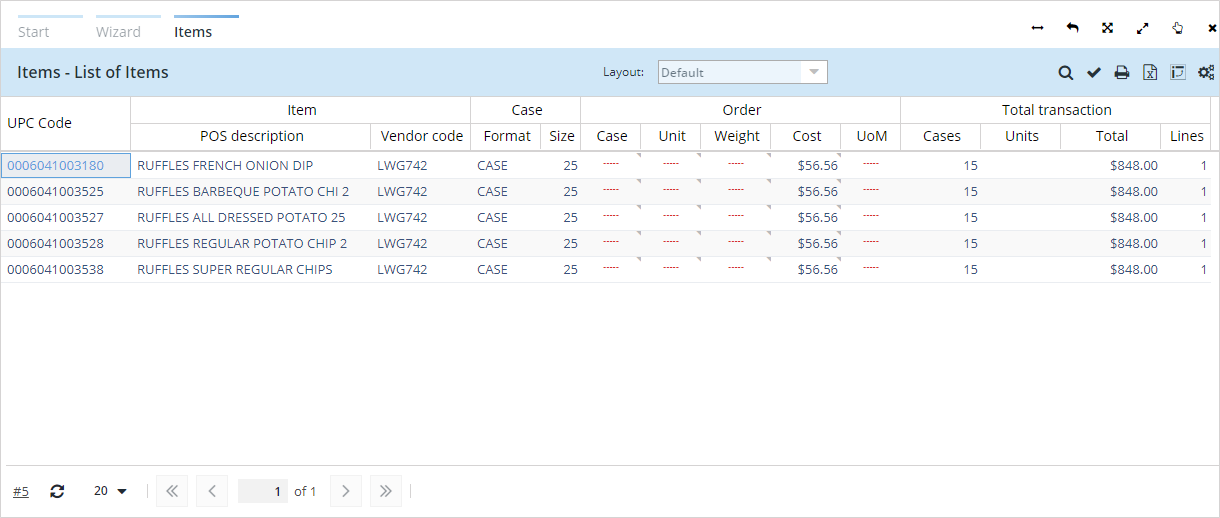 Start Wizard Items
Items - List of Items Layout: Default
UPC Code Item Case Order Total transaction
POS description Vendor code Format Size Case Unit Weight Cost UoM Cases Units Total Lines
0006041003180 RUFFLES FRENCH ONION DIP LWG742 CASE 25 ----- ----- ----- $56.56 ----- 15 $848.00 1
0006041003525 RUFFLES BARBEQUE POTATO CHI 2 LWG742 CASE 25 ----- ----- ----- $56.56 ----- 15 $848.00 1
0006041003527 RUFFLES ALL DRESSED POTATO 25 LWG742 CASE 25 ----- ----- ----- $56.56 ----- 15 $848.00 1
0006041003528 RUFFLES REGULAR POTATO CHIP 2 LWG742 CASE 25 ----- ----- ----- $56.56 ----- 15 $848.00 1
0006041003538 RUFFLES SUPER REGULAR CHIPS LWG742 CASE 25 ----- ----- ----- $56.56 ----- 15 $848.00 1
#5 20 1 of 1